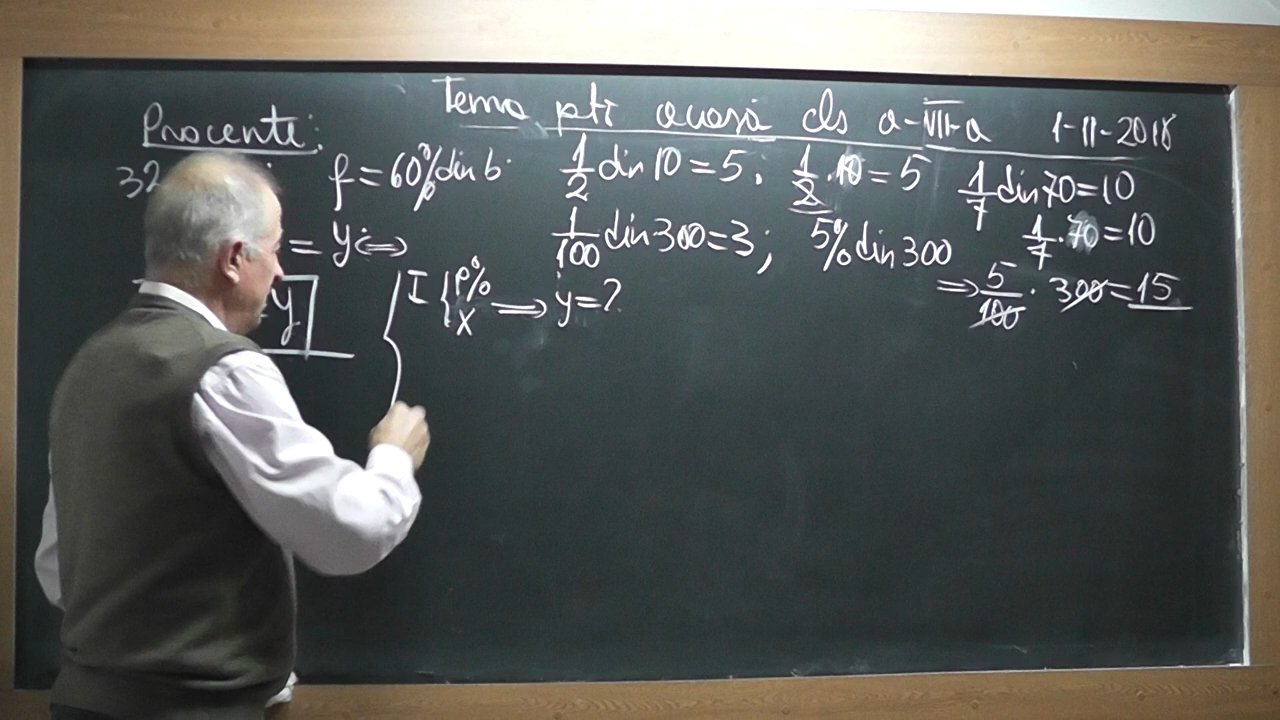 Tema ptr acasă cls a-VII-a 1-11-2018
Procente:
32 f = 60% din b. 1/2 din 10 = 5. 1/2 · 10 = 5 1/7 din 70 = 10
= y ⇔ 1/100 din 300 = 3; 5% din 300 1/7 · 70 = 10
⇒ 5/100 · 300 = 15
y I { p% x ⇒ y = ?